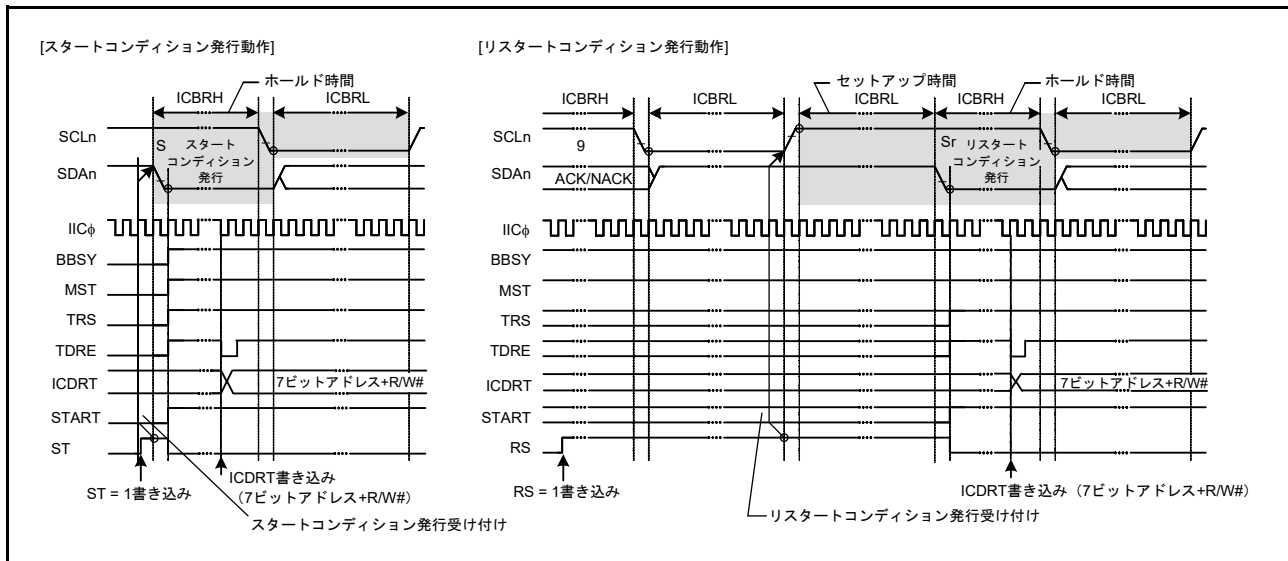 [スタートコンディション発行動作]
ホールド時間
ICBRH
ICBRL
SCLn
S スタート
コンディション
発行
SDAn
IICφ
BBSY
MST
TRS
TDRE
ICDRT
7ビットアドレス+R/W#
START
ST
ST = 1書き込み
ICDRT書き込み
（7ビットアドレス+R/W#）
スタートコンディション発行受け付け
[リスタートコンディション発行動作]
セットアップ時間
ホールド時間
ICBRH
ICBRL
ICBRL
ICBRH
ICBRL
SCLn
9
Sr リスタート
コンディション
発行
SDAn
ACK/NACK
IICφ
BBSY
MST
TRS
TDRE
ICDRT
7ビットアドレス+R/W#
START
RS
RS = 1書き込み
ICDRT書き込み（7ビットアドレス+R/W#）
リスタートコンディション発行受け付け